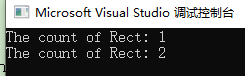 Microsoft Visual Studio 调试控制台
The count of Rect: 1
The count of Rect: 2